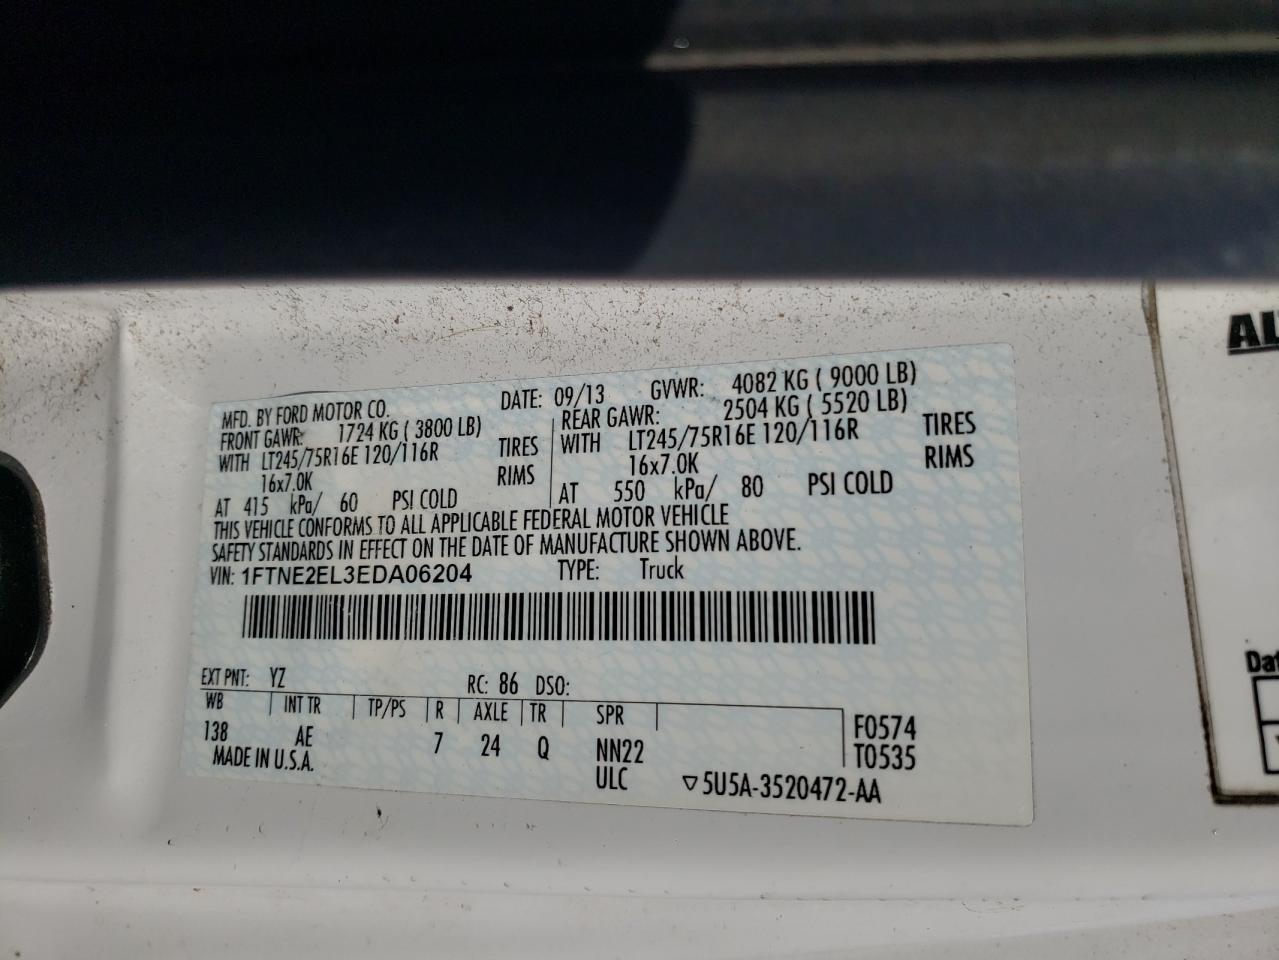 MFD. BY FORD MOTOR CO. DATE: 09/13 GVWR: 4082 KG ( 9000 LB)
FRONT GAWR: 1724 KG ( 3800 LB) REAR GAWR: 2504 KG ( 5520 LB)
WITH LT245/75R16E 120/116R TIRES WITH LT245/75R16E 120/116R TIRES
16x7.0K RIMS 16x7.0K RIMS
AT 415 kPa/ 60 PSI COLD AT 550 kPa/ 80 PSI COLD
THIS VEHICLE CONFORMS TO ALL APPLICABLE FEDERAL MOTOR VEHICLE
SAFETY STANDARDS IN EFFECT ON THE DATE OF MANUFACTURE SHOWN ABOVE.
VIN: 1FTNE2EL3EDA06204 TYPE: Truck
EXT PNT: YZ RC: 86 DSO:
WB INT TR TP/PS R AXLE TR SPR F0574
138 AE 7 24 Q NN22 T0535
MADE IN U.S.A. ULC ▽5U5A-3520472-AA